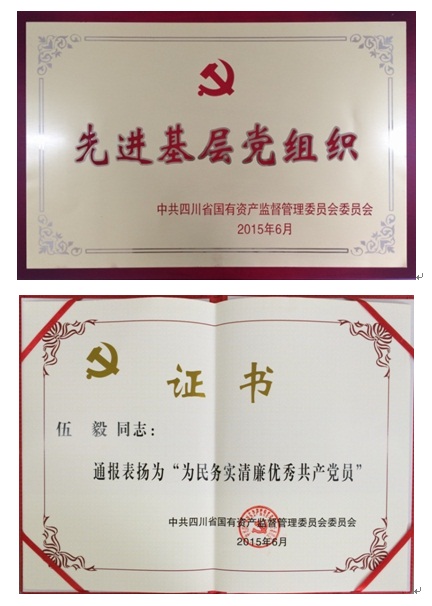 先进基层党组织
中共四川省国有资产监督管理委员会委员会
2015年6月
证书
伍 毅 同志：
通报表扬为“为民务实清廉优秀共产党员”
中共四川省国有资产监督管理委员会委员会
2015年6月